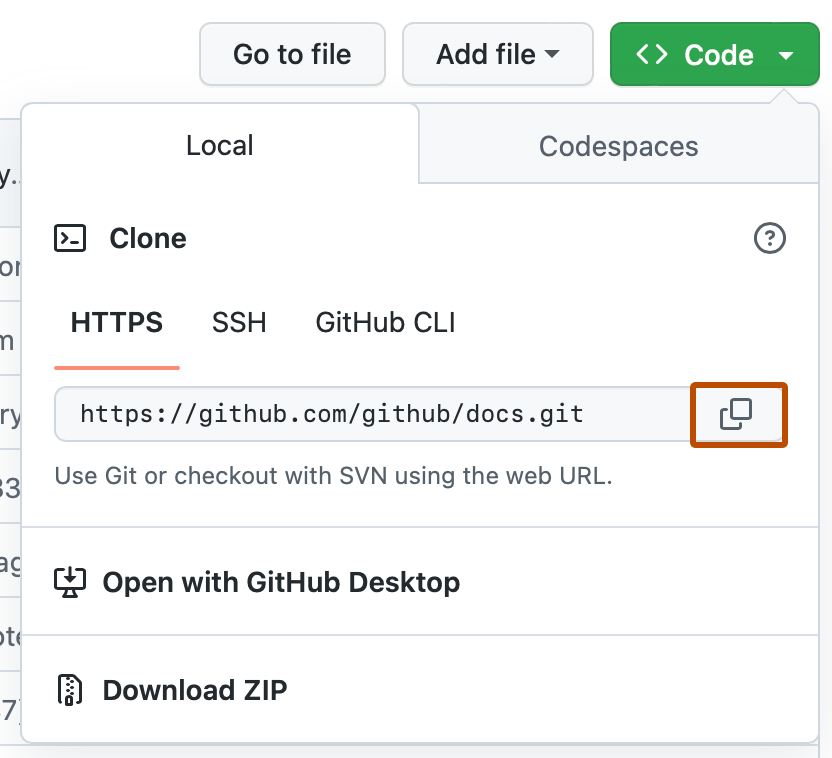 Go to file Add file Code
Local Codespaces
Clone
HTTPS SSH GitHub CLI
https://github.com/github/docs.git
Use Git or checkout with SVN using the web URL.
Open with GitHub Desktop
Download ZIP